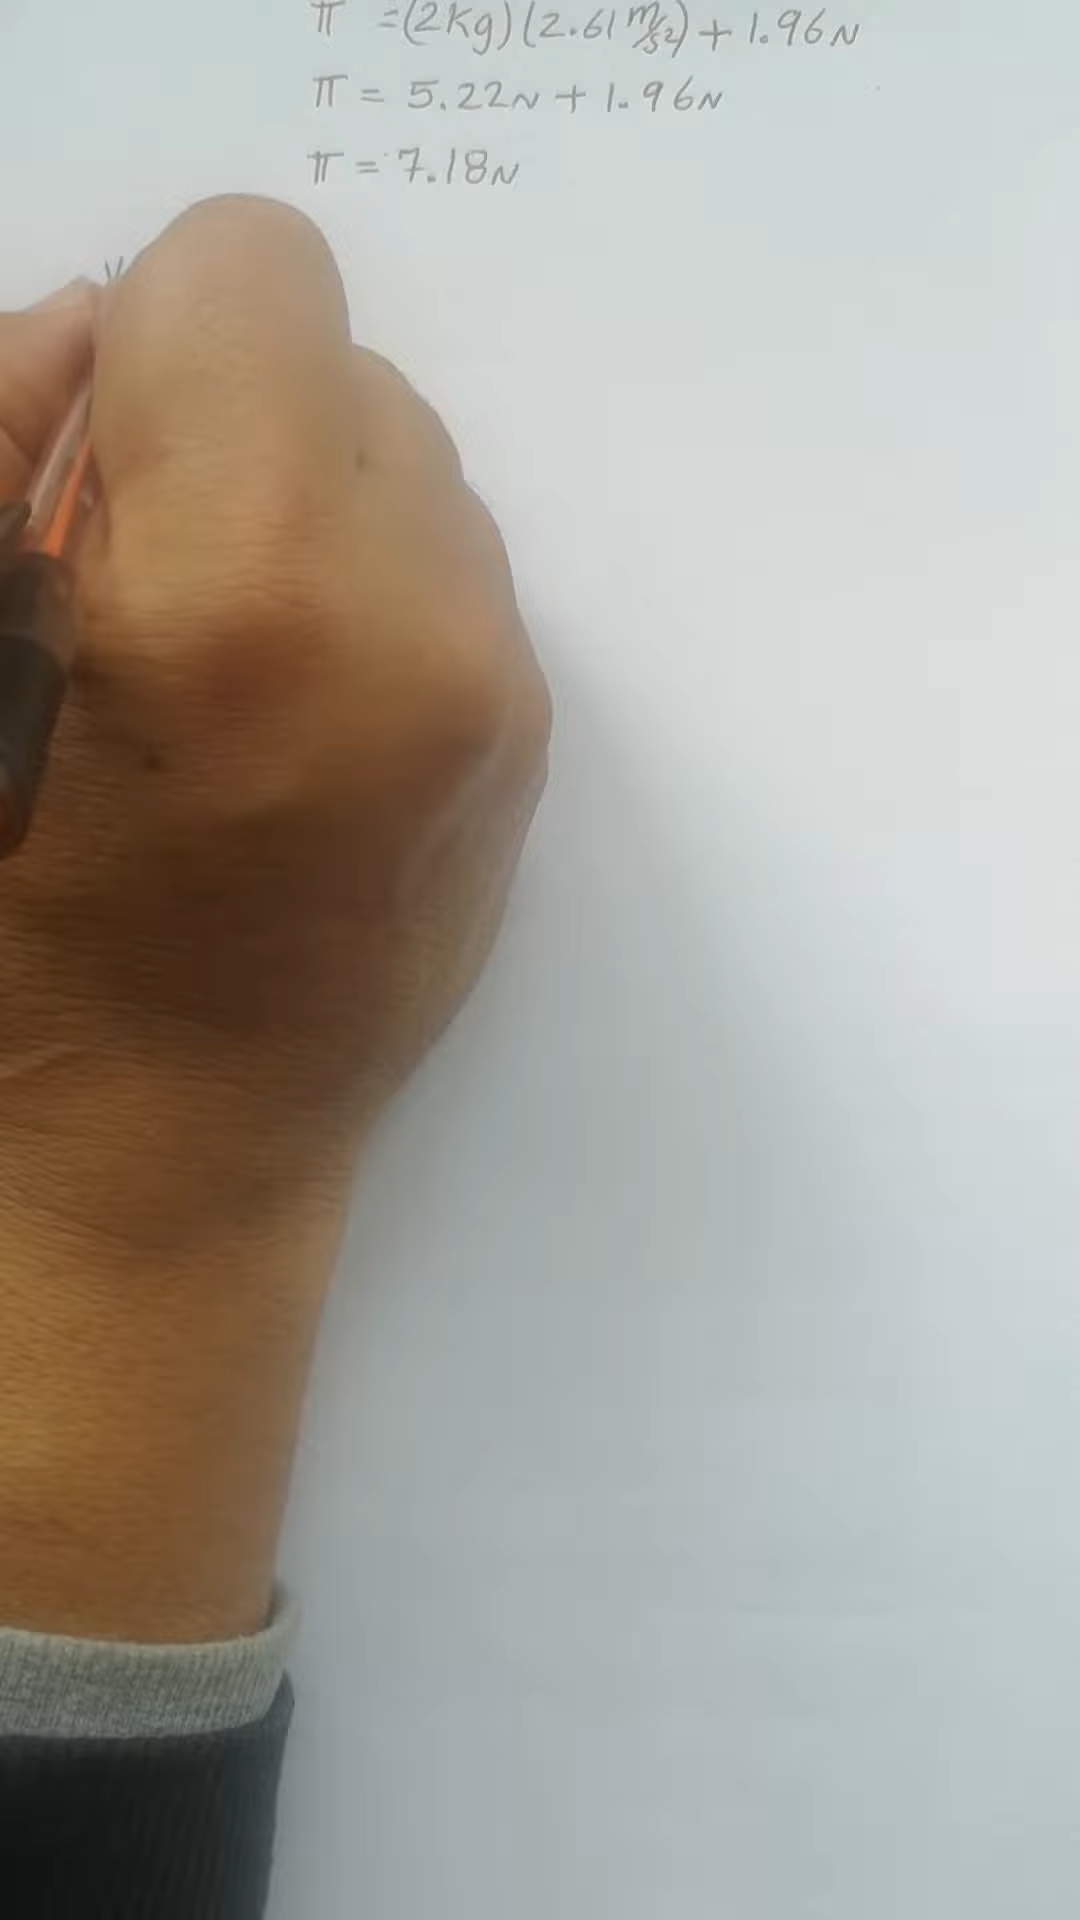 π = (2Kg)(2.61 m/s²) + 1.96N
π = 5.22N + 1.96N
π = 7.18N